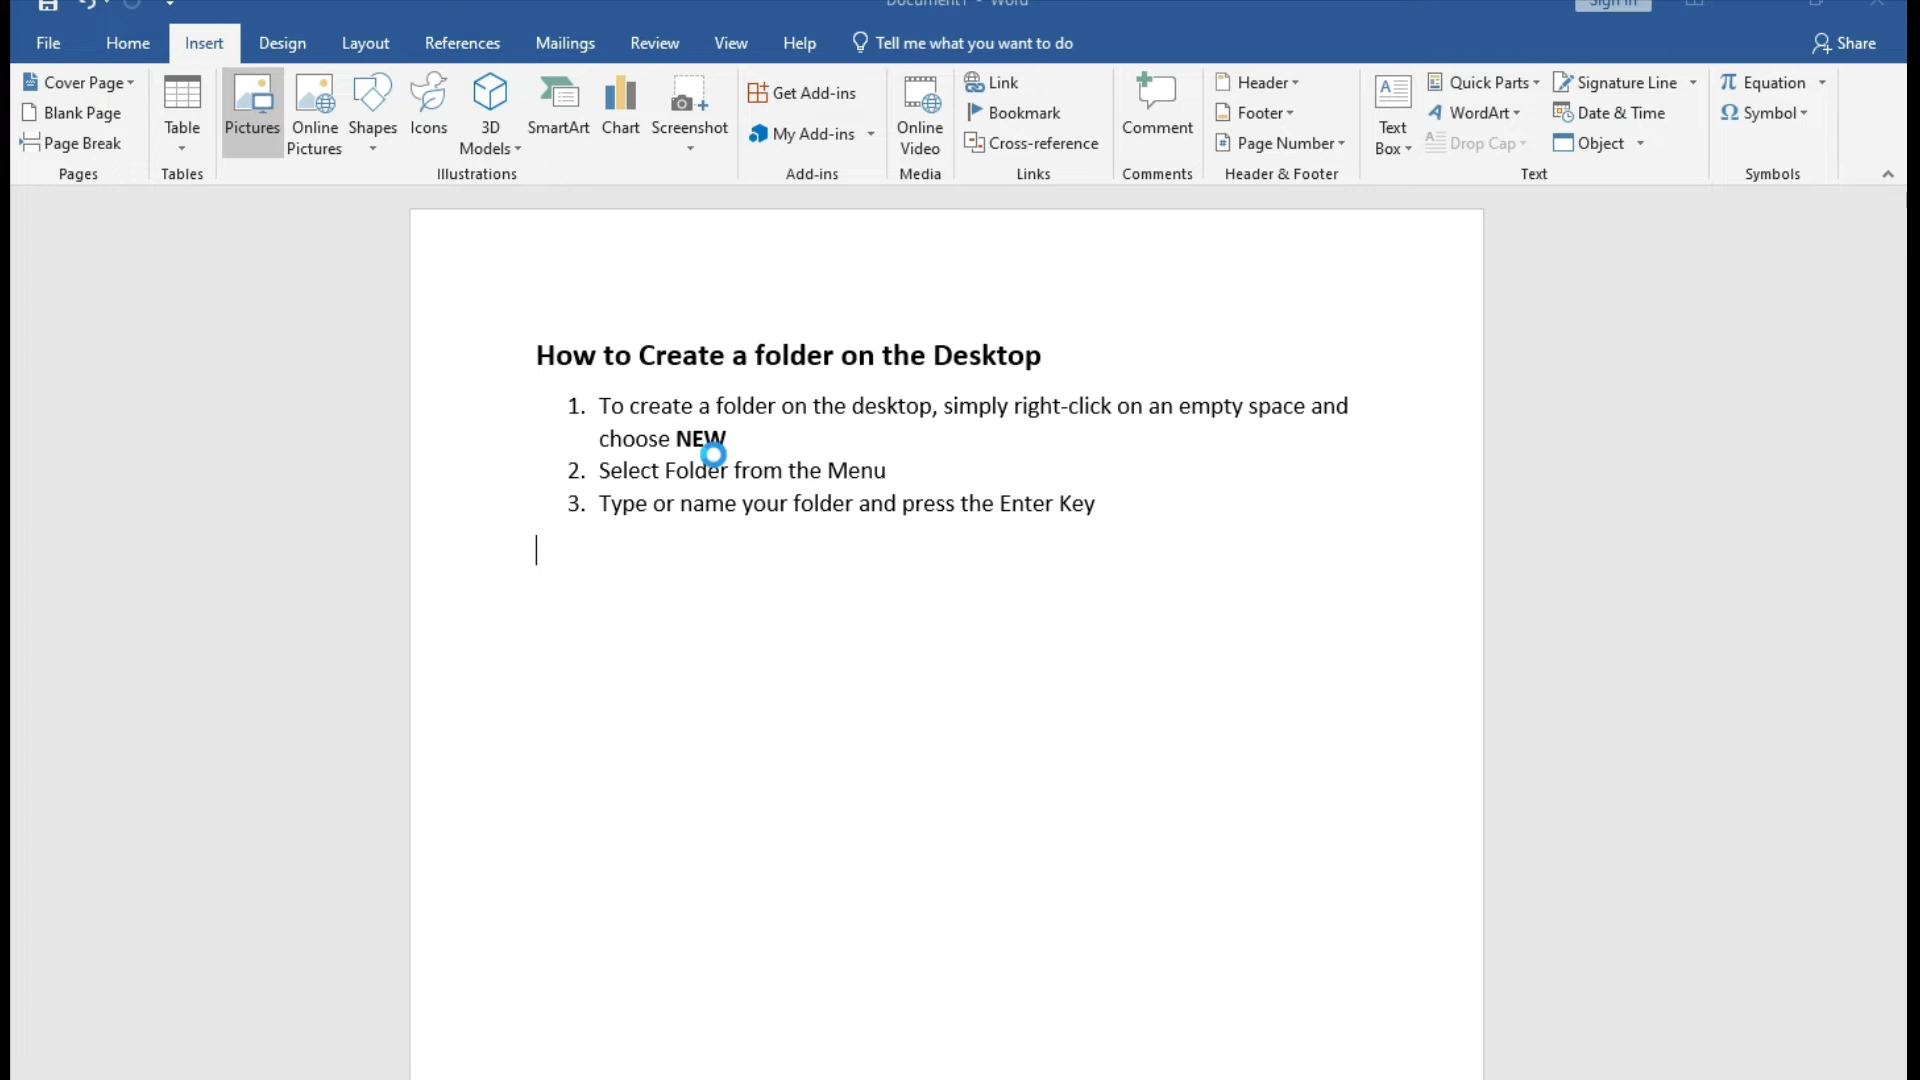 Document1 - Word
Sign in
File Home Insert Design Layout References Mailings Review View Help Tell me what you want to do Share
Cover Page
Blank Page
Page Break
Pages
Table
Tables
Pictures
Online Pictures
Shapes
Icons
3D Models
SmartArt
Chart
Screenshot
Illustrations
Get Add-ins
My Add-ins
Add-ins
Online Video
Media
Link
Bookmark
Cross-reference
Links
Comment
Comments
Header
Footer
Page Number
Header & Footer
Text Box
Quick Parts
WordArt
Drop Cap
Signature Line
Date & Time
Object
Text
Equation
Symbol
Symbols
How to Create a folder on the Desktop
1. To create a folder on the desktop, simply right-click on an empty space and
choose NEW
2. Select Folder from the Menu
3. Type or name your folder and press the Enter Key